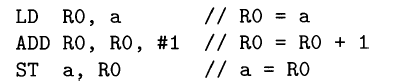 LD R0, a // R0 = a
ADD R0, R0, #1 // R0 = R0 + 1
ST a, R0 // a = R0